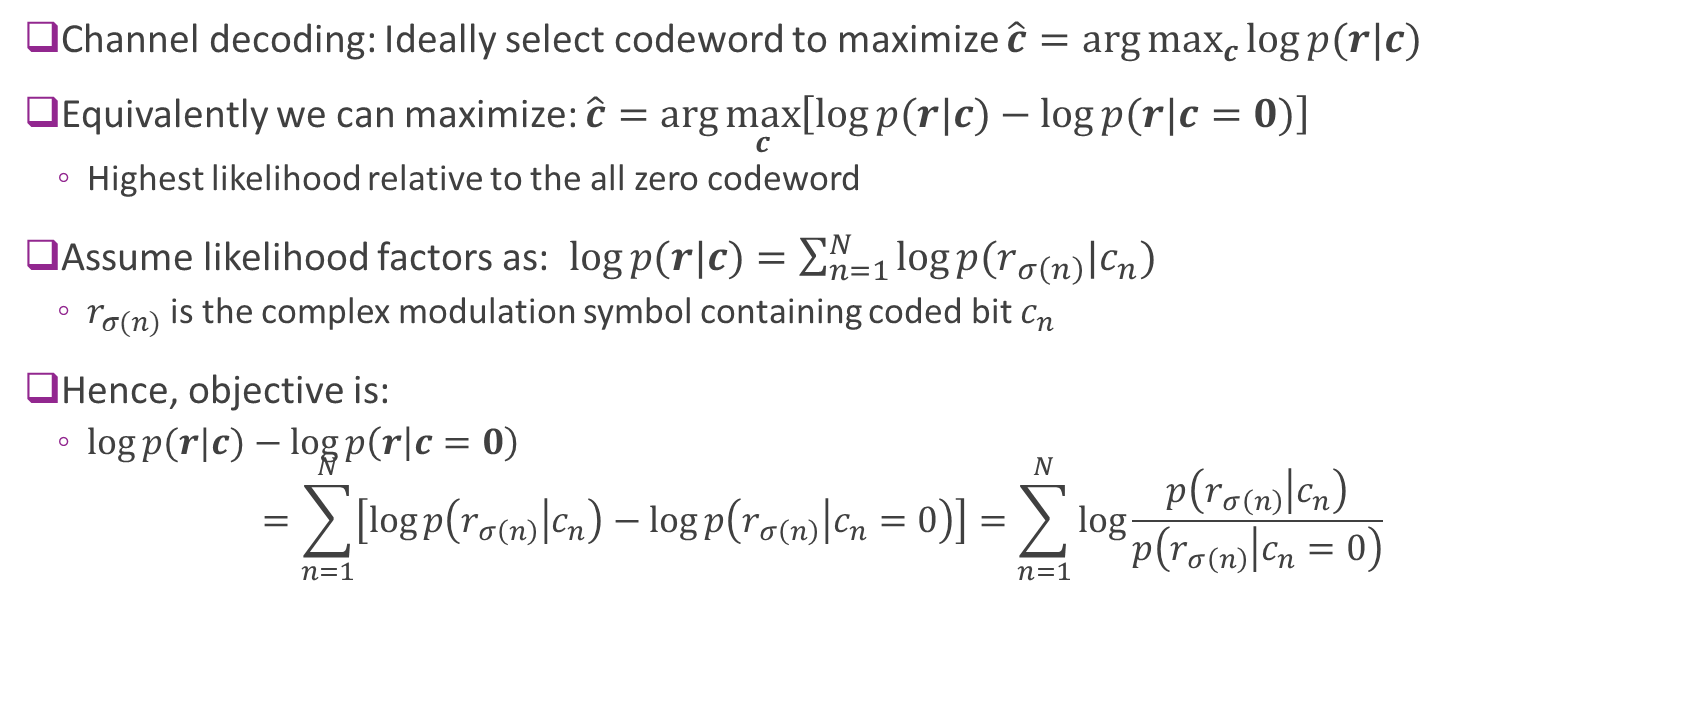 ❑Channel decoding: Ideally select codeword to maximize 𝒄̂ = arg max_𝒄 log 𝑝(𝒓|𝒄)
❑Equivalently we can maximize: 𝒄̂ = arg max_𝒄[log 𝑝(𝒓|𝒄) − log 𝑝(𝒓|𝒄 = 𝟎)]
◦ Highest likelihood relative to the all zero codeword
❑Assume likelihood factors as: log 𝑝(𝒓|𝒄) = ∑_{𝑛=1}^{𝑁} log 𝑝(𝑟_{𝜎(𝑛)}|𝑐_𝑛)
◦ 𝑟_{𝜎(𝑛)} is the complex modulation symbol containing coded bit 𝑐_𝑛
❑Hence, objective is:
◦ log 𝑝(𝒓|𝒄) − log 𝑝(𝒓|𝒄 = 𝟎)
= ∑_{𝑛=1}^{𝑁} [log 𝑝(𝑟_{𝜎(𝑛)}|𝑐_𝑛) − log 𝑝(𝑟_{𝜎(𝑛)}|𝑐_𝑛 = 0)] = ∑_{𝑛=1}^{𝑁} log 𝑝(𝑟_{𝜎(𝑛)}|𝑐_𝑛) / 𝑝(𝑟_{𝜎(𝑛)}|𝑐_𝑛 = 0)